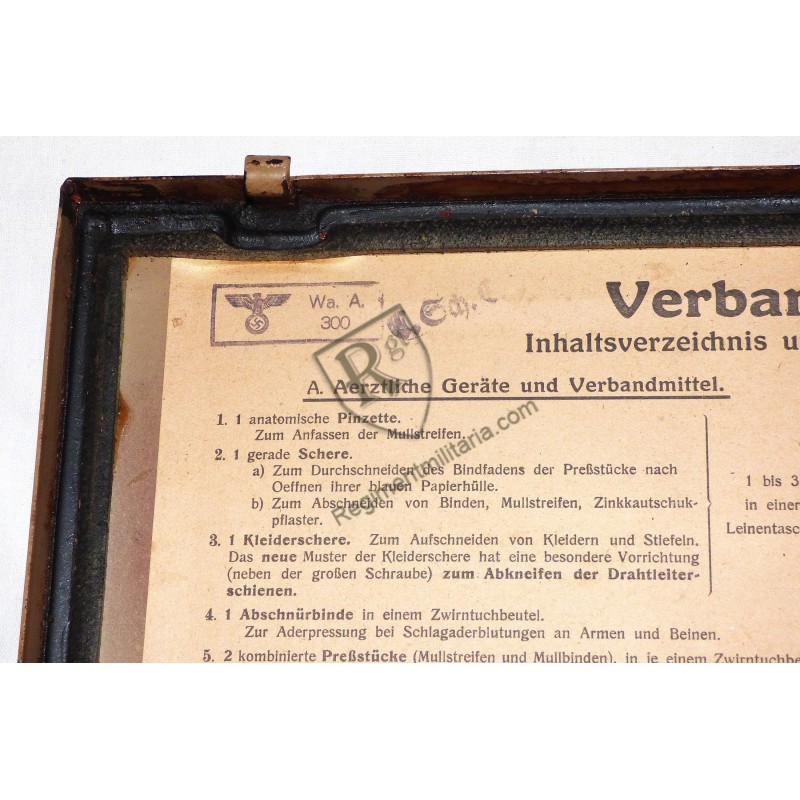 Wa. A.
300
Sch.
Verban
Inhaltsverzeichnis u
A. Aerztliche Geräte und Verbandmittel.
1. 1 anatomische Pinzette.
Zum Anfassen der Mullstreifen.
2. 1 gerade Schere.
a) Zum Durchschneiden des Bindfadens der Preßstücke nach
Oeffnen ihrer blauen Papierhülle.
b) Zum Abschneiden von Binden, Mullstreifen, Zinkkautschuk-
pflaster.
3. 1 Kleiderschere. Zum Aufschneiden von Kleidern und Stiefeln.
Das neue Muster der Kleiderschere hat eine besondere Vorrichtung
(neben der großen Schraube) zum Abkneifen der Drahtleiter-
schienen.
1 bis 3
in einer
Leinentasc
4. 1 Abschnürbinde in einem Zwirntuchbeutel.
Zur Aderpressung bei Schlagaderblutungen an Armen und Beinen.
5. 2 kombinierte Preßstücke (Mullstreifen und Mullbinden), in je einem Zwirntuchbe
Rgt
Regimentmilitaria.com